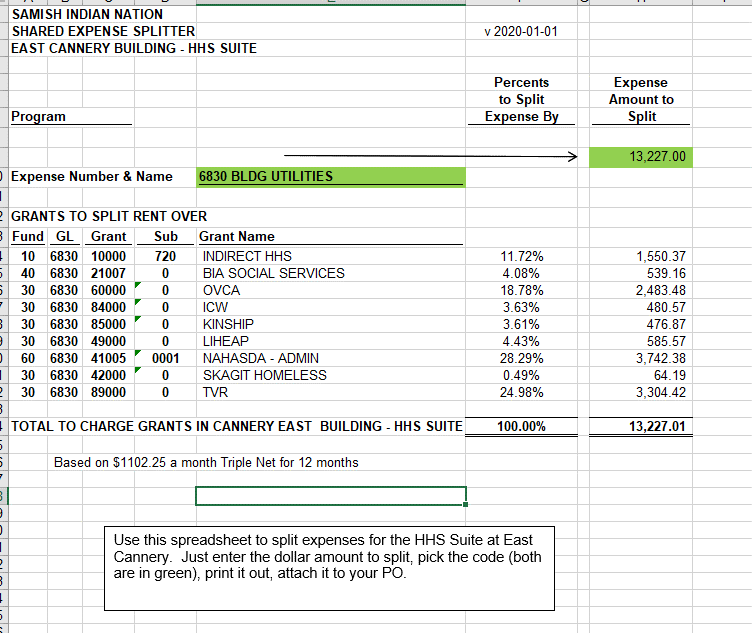 SAMISH INDIAN NATION
SHARED EXPENSE SPLITTER v 2020-01-01
EAST CANNERY BUILDING - HHS SUITE
Percents Expense
to Split Amount to
Program Expense By Split
13,227.00
Expense Number & Name 6830 BLDG UTILITIES
GRANTS TO SPLIT RENT OVER
Fund GL Grant Sub Grant Name
10 6830 10000 720 INDIRECT HHS 11.72% 1,550.37
40 6830 21007 0 BIA SOCIAL SERVICES 4.08% 539.16
30 6830 60000 0 OVCA 18.78% 2,483.48
30 6830 84000 0 ICW 3.63% 480.57
30 6830 85000 0 KINSHIP 3.61% 476.87
30 6830 49000 0 LIHEAP 4.43% 585.57
60 6830 41005 0001 NAHASDA - ADMIN 28.29% 3,742.38
30 6830 42000 0 SKAGIT HOMELESS 0.49% 64.19
30 6830 89000 0 TVR 24.98% 3,304.42
TOTAL TO CHARGE GRANTS IN CANNERY EAST BUILDING - HHS SUITE 100.00% 13,227.01
Based on $1102.25 a month Triple Net for 12 months
Use this spreadsheet to split expenses for the HHS Suite at East
Cannery. Just enter the dollar amount to split, pick the code (both
are in green), print it out, attach it to your PO.